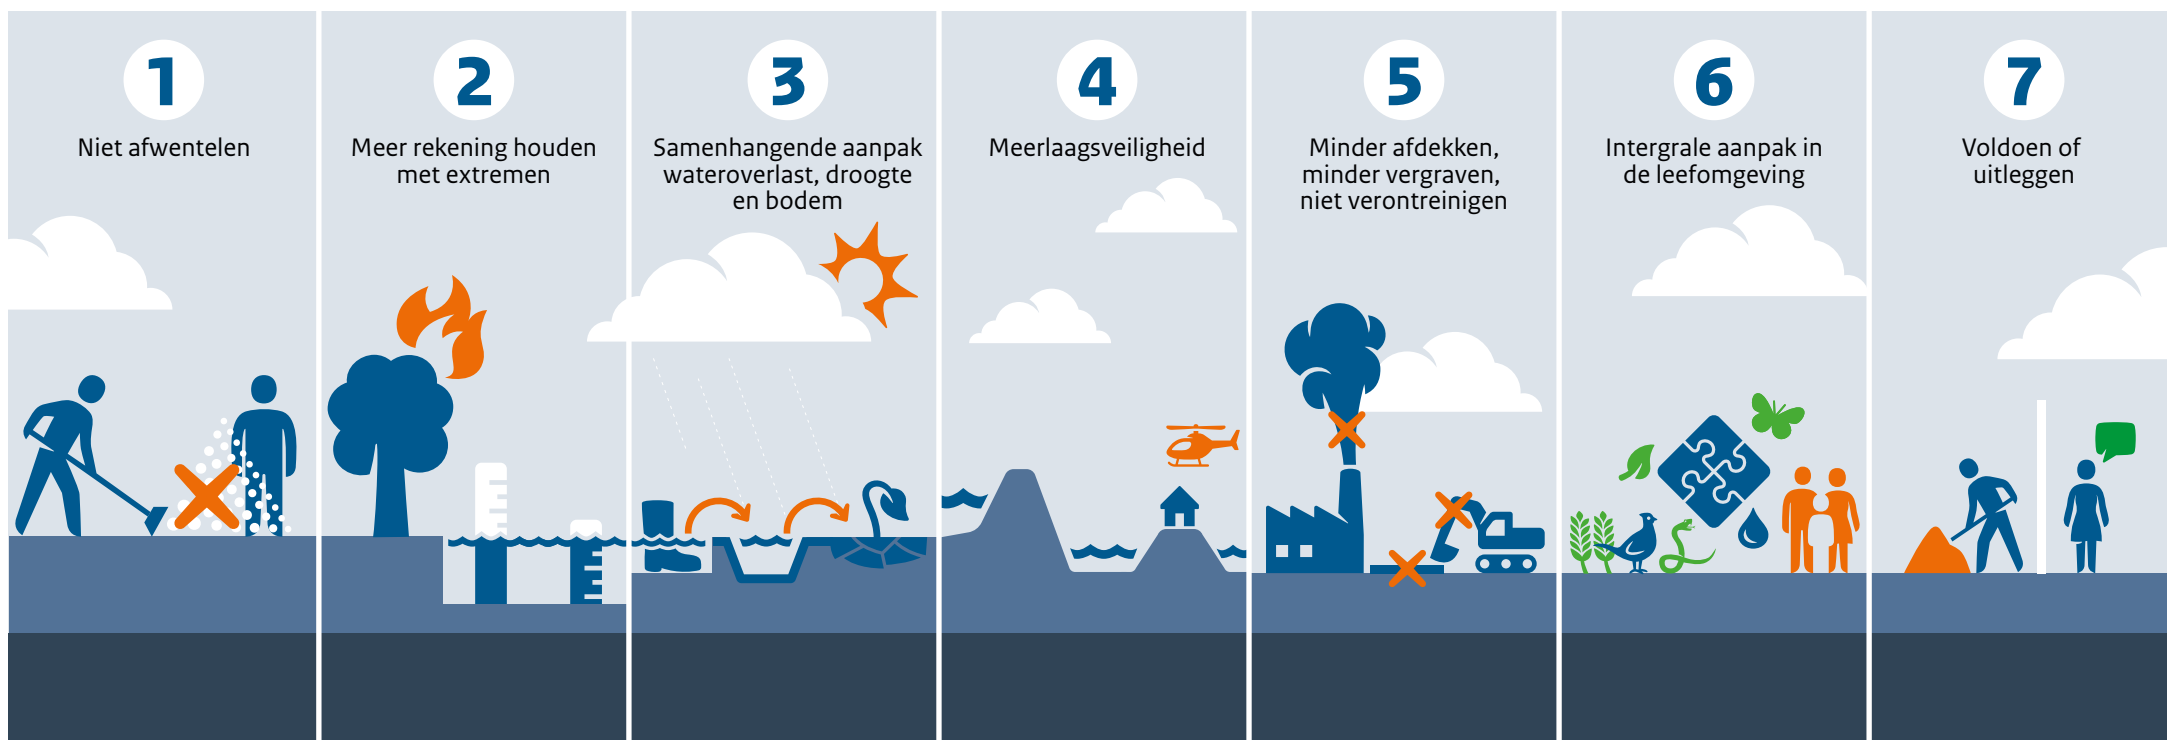 1
Niet afwentelen
2
Meer rekening houden
met extremen
3
Samenhangende aanpak
wateroverlast, droogte
en bodem
4
Meerlaagsveiligheid
5
Minder afdekken,
minder vergraven,
niet verontreinigen
6
Intergrale aanpak in
de leefomgeving
7
Voldoen of
uitleggen